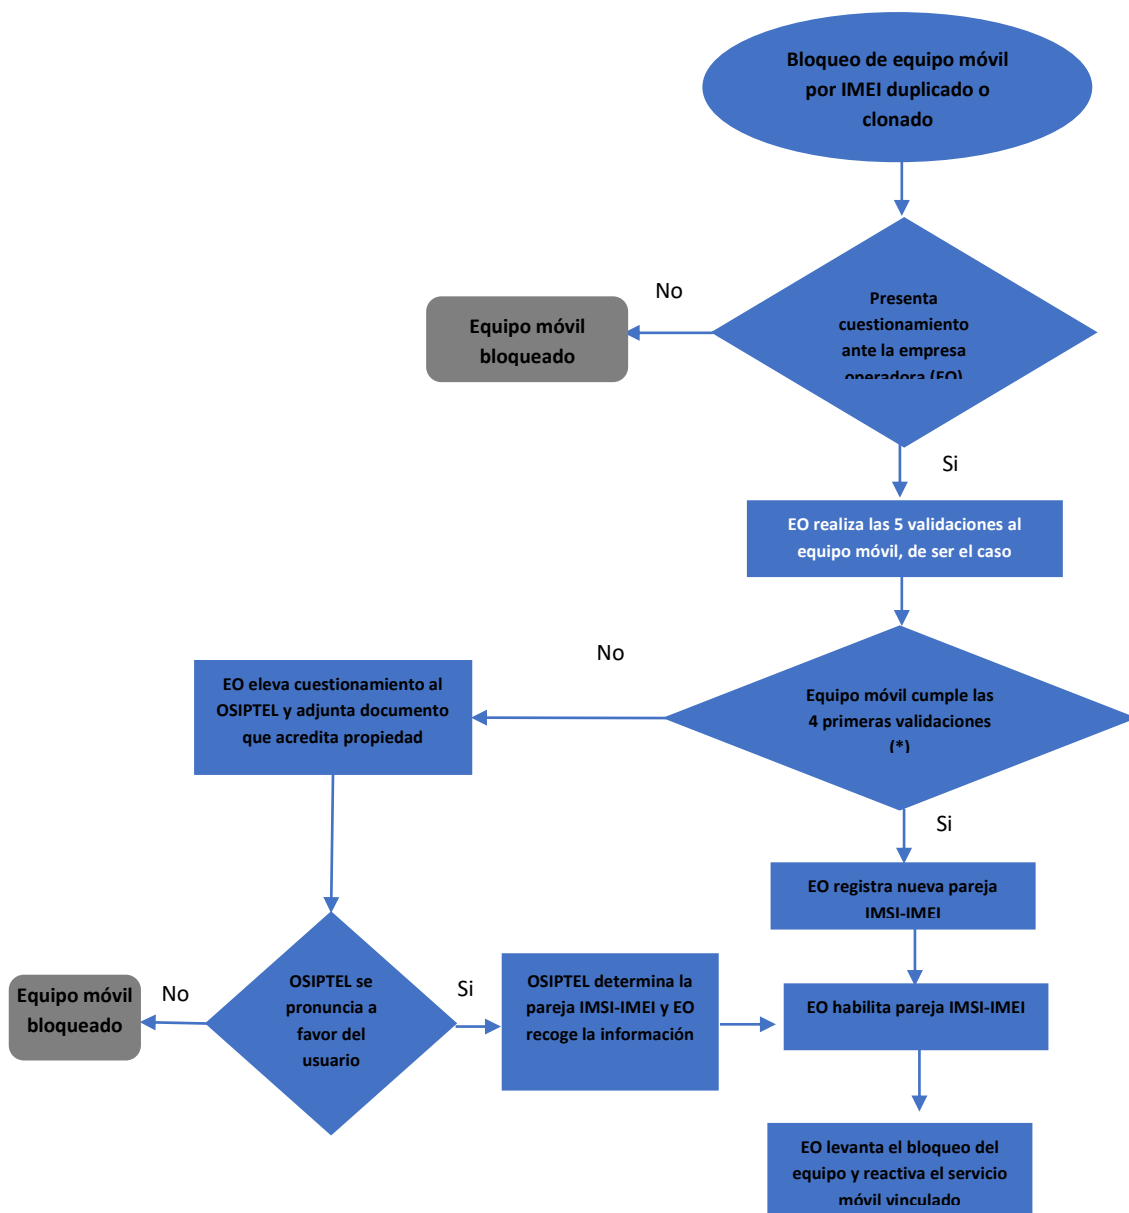 Bloqueo de equipo móvil
por IMEI duplicado o
clonado
No
Presenta
cuestionamiento
ante la empresa
operadora (EO)
Equipo móvil
bloqueado
Si
EO realiza las 5 validaciones al
equipo móvil, de ser el caso
No
Equipo móvil cumple las
4 primeras validaciones
(*)
EO eleva cuestionamiento al
OSIPTEL y adjunta documento
que acredita propiedad
Si
EO registra nueva pareja
IMSI-IMEI
OSIPTEL se
pronuncia a
favor del
usuario
No
Equipo móvil
bloqueado
Si
OSIPTEL determina la
pareja IMSI-IMEI y EO
recoge la información
EO habilita pareja IMSI-IMEI
EO levanta el bloqueo del
equipo y reactiva el servicio
móvil vinculado